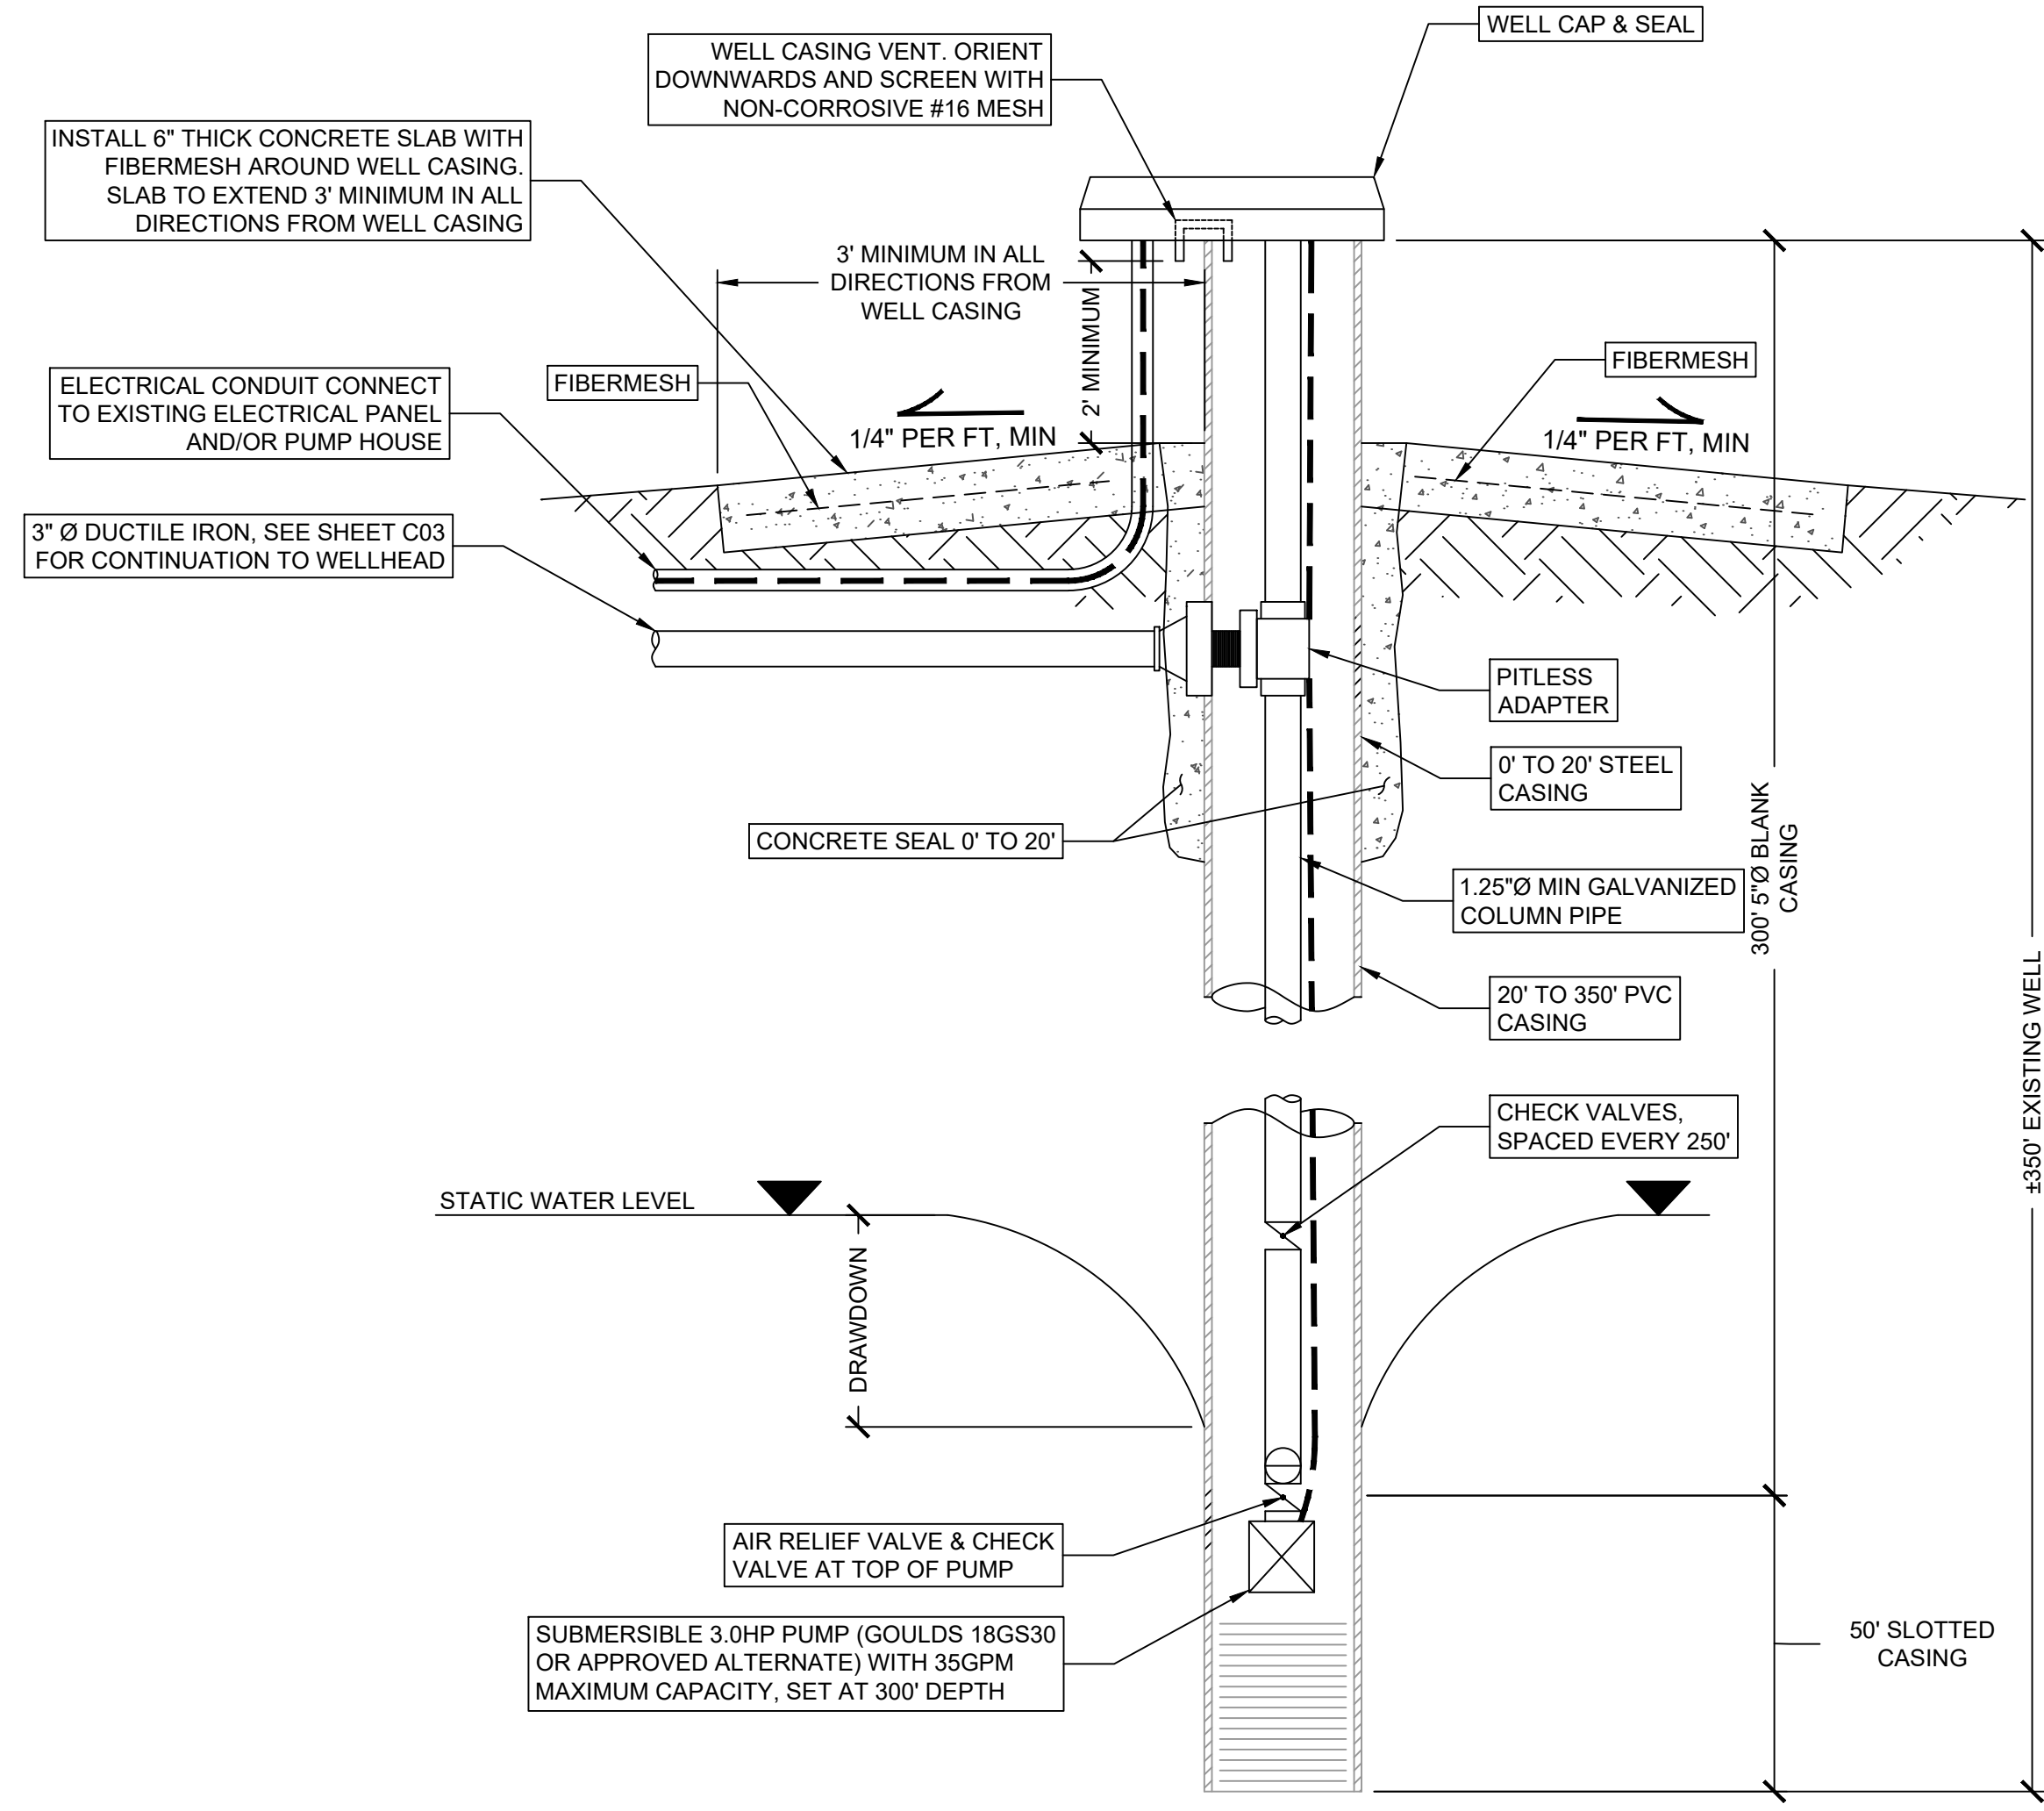 WELL CAP & SEAL
WELL CASING VENT. ORIENT
DOWNWARDS AND SCREEN WITH
NON-CORROSIVE #16 MESH
INSTALL 6" THICK CONCRETE SLAB WITH
FIBERMESH AROUND WELL CASING.
SLAB TO EXTEND 3' MINIMUM IN ALL
DIRECTIONS FROM WELL CASING
3' MINIMUM IN ALL
DIRECTIONS FROM
WELL CASING
2' MINIMUM
FIBERMESH
FIBERMESH
ELECTRICAL CONDUIT CONNECT
TO EXISTING ELECTRICAL PANEL
AND/OR PUMP HOUSE
1/4" PER FT, MIN
1/4" PER FT, MIN
3" Ø DUCTILE IRON, SEE SHEET C03
FOR CONTINUATION TO WELLHEAD
PITLESS
ADAPTER
0' TO 20' STEEL
CASING
CONCRETE SEAL 0' TO 20'
1.25"Ø MIN GALVANIZED
COLUMN PIPE
300' 5"Ø BLANK
CASING
20' TO 350' PVC
CASING
±350' EXISTING WELL
CHECK VALVES,
SPACED EVERY 250'
STATIC WATER LEVEL
DRAWDOWN
AIR RELIEF VALVE & CHECK
VALVE AT TOP OF PUMP
SUBMERSIBLE 3.0HP PUMP (GOULDS 18GS30
OR APPROVED ALTERNATE) WITH 35GPM
MAXIMUM CAPACITY, SET AT 300' DEPTH
50' SLOTTED
CASING